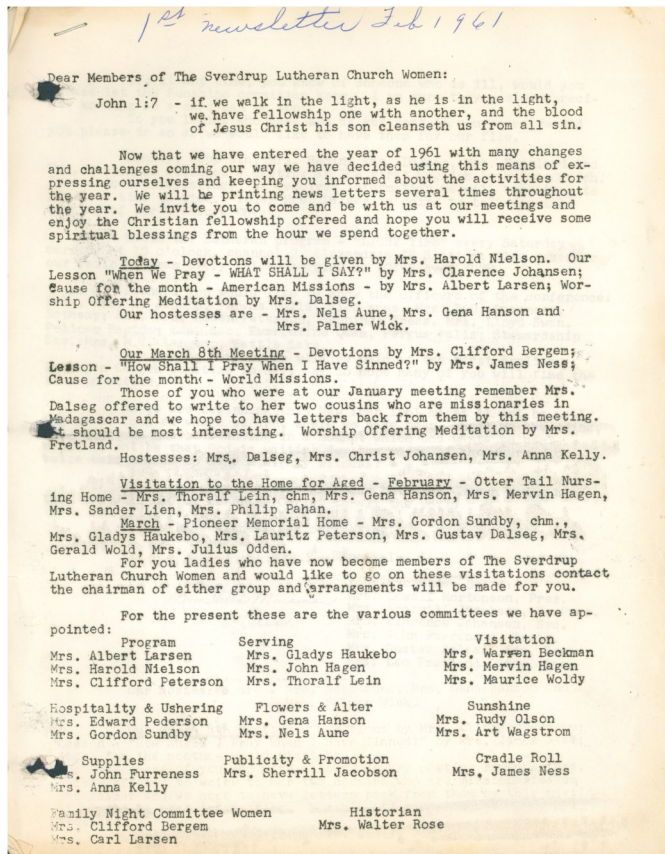 1st newsletter Feb 1961
Dear Members of The Sverdrup Lutheran Church Women:
John 1:7 - if we walk in the light, as he is in the light,
we have fellowship one with another, and the blood
of Jesus Christ his son cleanseth us from all sin.
Now that we have entered the year of 1961 with many changes
and challenges coming our way we have decided using this means of ex-
pressing ourselves and keeping you informed about the activities for
the year. We will be printing news letters several times throughout
the year. We invite you to come and be with us at our meetings and
enjoy the Christian fellowship offered and hope you will receive some
spiritual blessings from the hour we spend together.
Today - Devotions will be given by Mrs. Harold Nielson. Our
Lesson "When We Pray - WHAT SHALL I SAY?" by Mrs. Clarence Johansen;
Cause for the month - American Missions - by Mrs. Albert Larsen; Wor-
ship Offering Meditation by Mrs. Dalseg.
Our hostesses are - Mrs. Nels Aune, Mrs. Gena Hanson and
Mrs. Palmer Wick.
Our March 8th Meeting - Devotions by Mrs. Clifford Bergem;
Lesson - "How Shall I Pray When I Have Sinned?" by Mrs. James Ness;
Cause for the month - World Missions.
Those of you who were at our January meeting remember Mrs.
Dalseg offered to write to her two cousins who are missionaries in
Madagascar and we hope to have letters back from them by this meeting.
It should be most interesting. Worship Offering Meditation by Mrs.
Fretland.
Hostesses: Mrs. Dalseg, Mrs. Christ Johansen, Mrs. Anna Kelly.
Visitation to the Home for Aged - February - Otter Tail Nurs-
ing Home - Mrs. Thoralf Lein, chm, Mrs. Gena Hanson, Mrs. Mervin Hagen,
Mrs. Sander Lien, Mrs. Philip Pahan.
March - Pioneer Memorial Home - Mrs. Gordon Sundby, chm.,
Mrs. Gladys Haukebo, Mrs. Lauritz Peterson, Mrs. Gustav Dalseg, Mrs.
Gerald Wold, Mrs. Julius Odden.
For you ladies who have now become members of The Sverdrup
Lutheran Church Women and would like to go on these visitations contact
the chairman of either group and arrangements will be made for you.
For the present these are the various committees we have ap-
pointed:
Program Serving Visitation
Mrs. Albert Larsen Mrs. Gladys Haukebo Mrs. Warren Beckman
Mrs. Harold Nielson Mrs. John Hagen Mrs. Mervin Hagen
Mrs. Clifford Peterson Mrs. Thoralf Lein Mrs. Maurice Woldy
Hospitality & Ushering Flowers & Alter Sunshine
Mrs. Edward Pederson Mrs. Gena Hanson Mrs. Rudy Olson
Mrs. Gordon Sundby Mrs. Nels Aune Mrs. Art Wagstrom
Supplies Publicity & Promotion Cradle Roll
Mrs. John Furreness Mrs. Sherrill Jacobson Mrs. James Ness
Mrs. Anna Kelly
Family Night Committee Women Historian
Mrs. Clifford Bergem Mrs. Walter Rose
Mrs. Carl Larsen